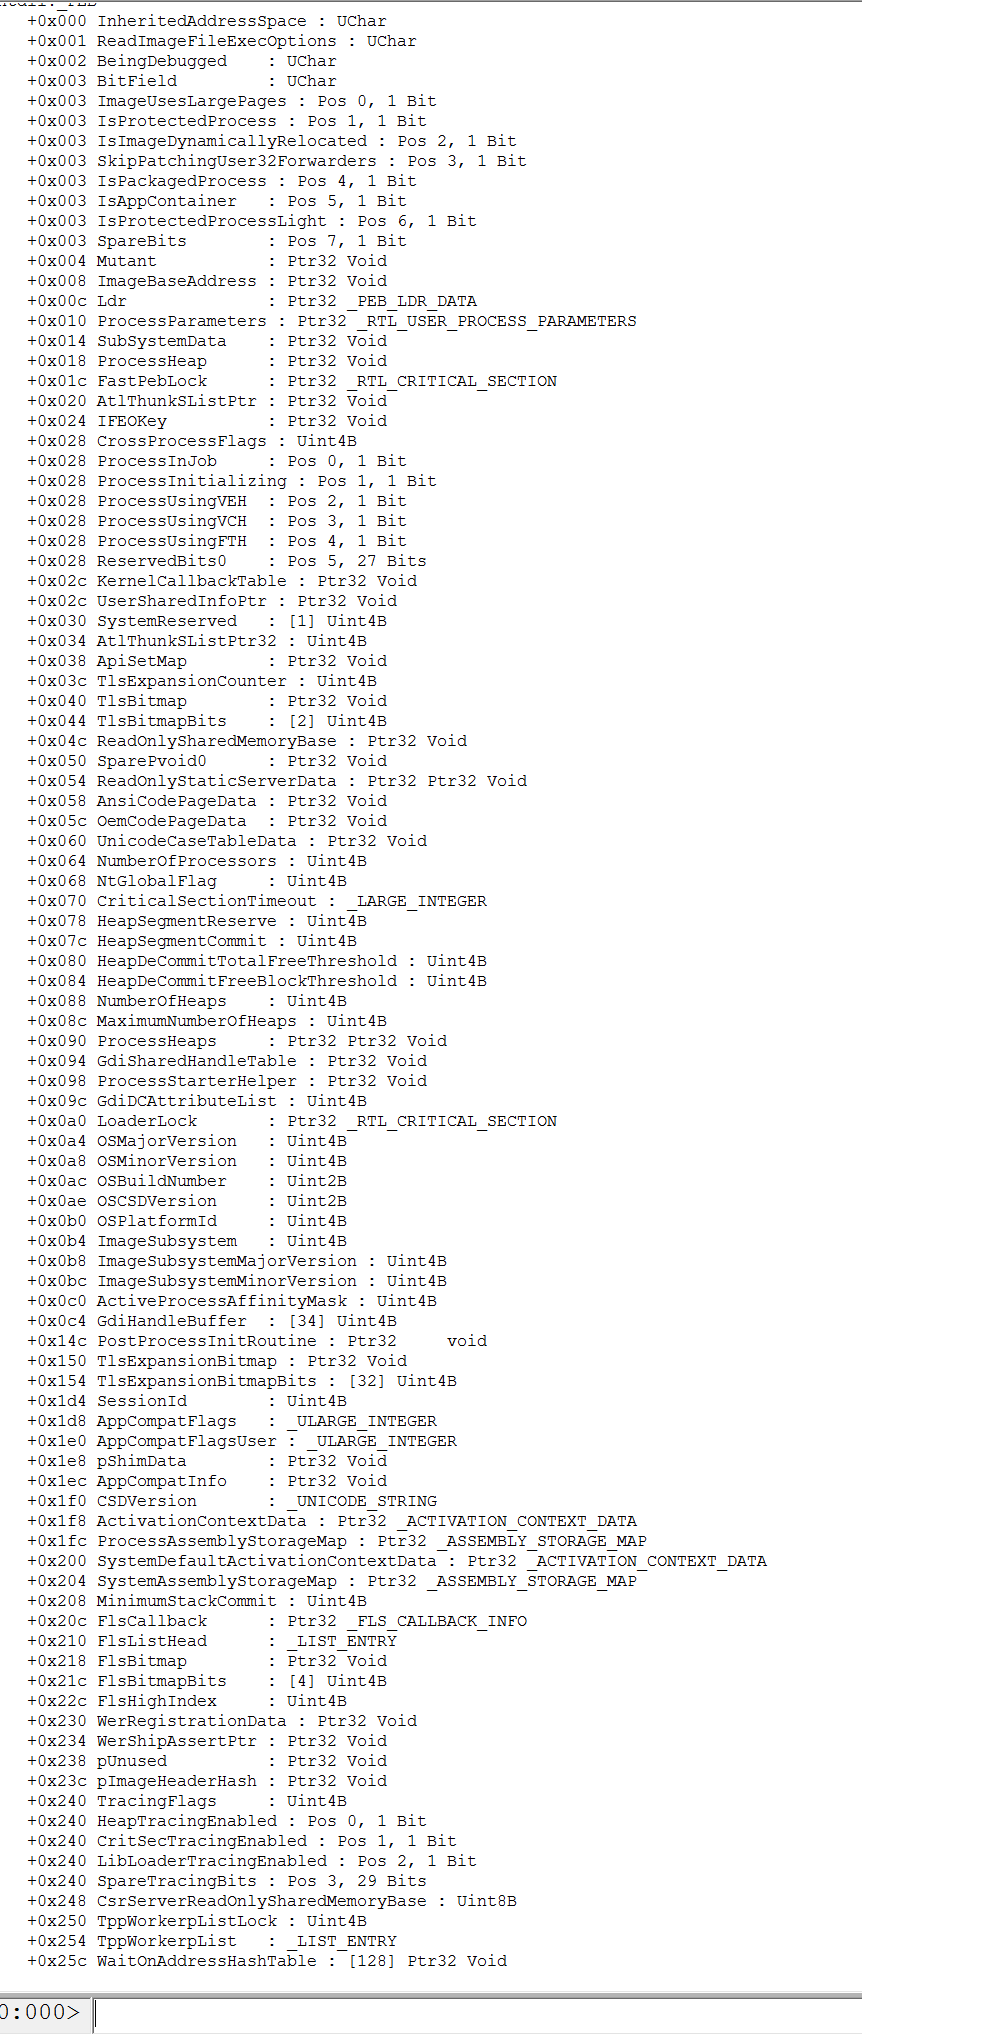 +0x000 InheritedAddressSpace : UChar
+0x001 ReadImageFileExecOptions : UChar
+0x002 BeingDebugged    : UChar
+0x003 BitField         : UChar
+0x003 ImageUsesLargePages : Pos 0, 1 Bit
+0x003 IsProtectedProcess : Pos 1, 1 Bit
+0x003 IsImageDynamicallyRelocated : Pos 2, 1 Bit
+0x003 SkipPatchingUser32Forwarders : Pos 3, 1 Bit
+0x003 IsPackagedProcess : Pos 4, 1 Bit
+0x003 IsAppContainer   : Pos 5, 1 Bit
+0x003 IsProtectedProcessLight : Pos 6, 1 Bit
+0x003 SpareBits        : Pos 7, 1 Bit
+0x004 Mutant           : Ptr32 Void
+0x008 ImageBaseAddress : Ptr32 Void
+0x00c Ldr              : Ptr32 _PEB_LDR_DATA
+0x010 ProcessParameters : Ptr32 _RTL_USER_PROCESS_PARAMETERS
+0x014 SubSystemData    : Ptr32 Void
+0x018 ProcessHeap      : Ptr32 Void
+0x01c FastPebLock      : Ptr32 _RTL_CRITICAL_SECTION
+0x020 AtlThunkSListPtr : Ptr32 Void
+0x024 IFEOKey          : Ptr32 Void
+0x028 CrossProcessFlags : Uint4B
+0x028 ProcessInJob     : Pos 0, 1 Bit
+0x028 ProcessInitializing : Pos 1, 1 Bit
+0x028 ProcessUsingVEH  : Pos 2, 1 Bit
+0x028 ProcessUsingVCH  : Pos 3, 1 Bit
+0x028 ProcessUsingFTH  : Pos 4, 1 Bit
+0x028 ReservedBits0    : Pos 5, 27 Bits
+0x02c KernelCallbackTable : Ptr32 Void
+0x02c UserSharedInfoPtr : Ptr32 Void
+0x030 SystemReserved   : [1] Uint4B
+0x034 AtlThunkSListPtr32 : Uint4B
+0x038 ApiSetMap        : Ptr32 Void
+0x03c TlsExpansionCounter : Uint4B
+0x040 TlsBitmap        : Ptr32 Void
+0x044 TlsBitmapBits    : [2] Uint4B
+0x04c ReadOnlySharedMemoryBase : Ptr32 Void
+0x050 SparePvoid0      : Ptr32 Void
+0x054 ReadOnlyStaticServerData : Ptr32 Ptr32 Void
+0x058 AnsiCodePageData : Ptr32 Void
+0x05c OemCodePageData  : Ptr32 Void
+0x060 UnicodeCaseTableData : Ptr32 Void
+0x064 NumberOfProcessors : Uint4B
+0x068 NtGlobalFlag     : Uint4B
+0x070 CriticalSectionTimeout : _LARGE_INTEGER
+0x078 HeapSegmentReserve : Uint4B
+0x07c HeapSegmentCommit : Uint4B
+0x080 HeapDeCommitTotalFreeThreshold : Uint4B
+0x084 HeapDeCommitFreeBlockThreshold : Uint4B
+0x088 NumberOfHeaps    : Uint4B
+0x08c MaximumNumberOfHeaps : Uint4B
+0x090 ProcessHeaps     : Ptr32 Ptr32 Void
+0x094 GdiSharedHandleTable : Ptr32 Void
+0x098 ProcessStarterHelper : Ptr32 Void
+0x09c GdiDCAttributeList : Uint4B
+0x0a0 LoaderLock       : Ptr32 _RTL_CRITICAL_SECTION
+0x0a4 OSMajorVersion   : Uint4B
+0x0a8 OSMinorVersion   : Uint4B
+0x0ac OSBuildNumber    : Uint2B
+0x0ae OSCSDVersion     : Uint2B
+0x0b0 OSPlatformId     : Uint4B
+0x0b4 ImageSubsystem   : Uint4B
+0x0b8 ImageSubsystemMajorVersion : Uint4B
+0x0bc ImageSubsystemMinorVersion : Uint4B
+0x0c0 ActiveProcessAffinityMask : Uint4B
+0x0c4 GdiHandleBuffer  : [34] Uint4B
+0x14c PostProcessInitRoutine : Ptr32     void
+0x150 TlsExpansionBitmap : Ptr32 Void
+0x154 TlsExpansionBitmapBits : [32] Uint4B
+0x1d4 SessionId        : Uint4B
+0x1d8 AppCompatFlags   : _ULARGE_INTEGER
+0x1e0 AppCompatFlagsUser : _ULARGE_INTEGER
+0x1e8 pShimData        : Ptr32 Void
+0x1ec AppCompatInfo    : Ptr32 Void
+0x1f0 CSDVersion       : _UNICODE_STRING
+0x1f8 ActivationContextData : Ptr32 _ACTIVATION_CONTEXT_DATA
+0x1fc ProcessAssemblyStorageMap : Ptr32 _ASSEMBLY_STORAGE_MAP
+0x200 SystemDefaultActivationContextData : Ptr32 _ACTIVATION_CONTEXT_DATA
+0x204 SystemAssemblyStorageMap : Ptr32 _ASSEMBLY_STORAGE_MAP
+0x208 MinimumStackCommit : Uint4B
+0x20c FlsCallback      : Ptr32 _FLS_CALLBACK_INFO
+0x210 FlsListHead      : _LIST_ENTRY
+0x218 FlsBitmap        : Ptr32 Void
+0x21c FlsBitmapBits    : [4] Uint4B
+0x22c FlsHighIndex     : Uint4B
+0x230 WerRegistrationData : Ptr32 Void
+0x234 WerShipAssertPtr : Ptr32 Void
+0x238 pUnused          : Ptr32 Void
+0x23c pImageHeaderHash : Ptr32 Void
+0x240 TracingFlags     : Uint4B
+0x240 HeapTracingEnabled : Pos 0, 1 Bit
+0x240 CritSecTracingEnabled : Pos 1, 1 Bit
+0x240 LibLoaderTracingEnabled : Pos 2, 1 Bit
+0x240 SpareTracingBits : Pos 3, 29 Bits
+0x248 CsrServerReadOnlySharedMemoryBase : Uint8B
+0x250 TppWorkerpListLock : Uint4B
+0x254 TppWorkerpList   : _LIST_ENTRY
+0x25c WaitOnAddressHashTable : [128] Ptr32 Void
0:000>